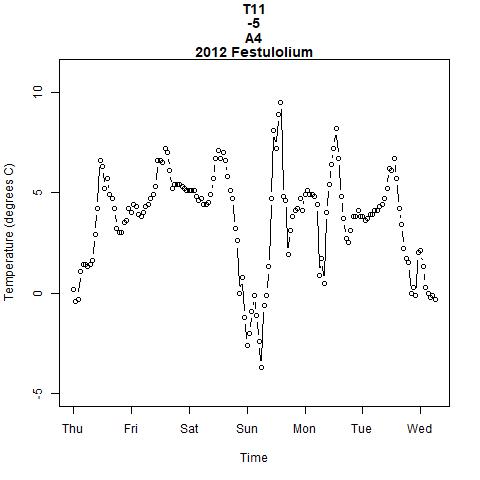 T11
-5
A4
2012 Festulolium
Temperature (degrees C)
10
5
0
-5
Thu Fri Sat Sun Mon Tue Wed
Time